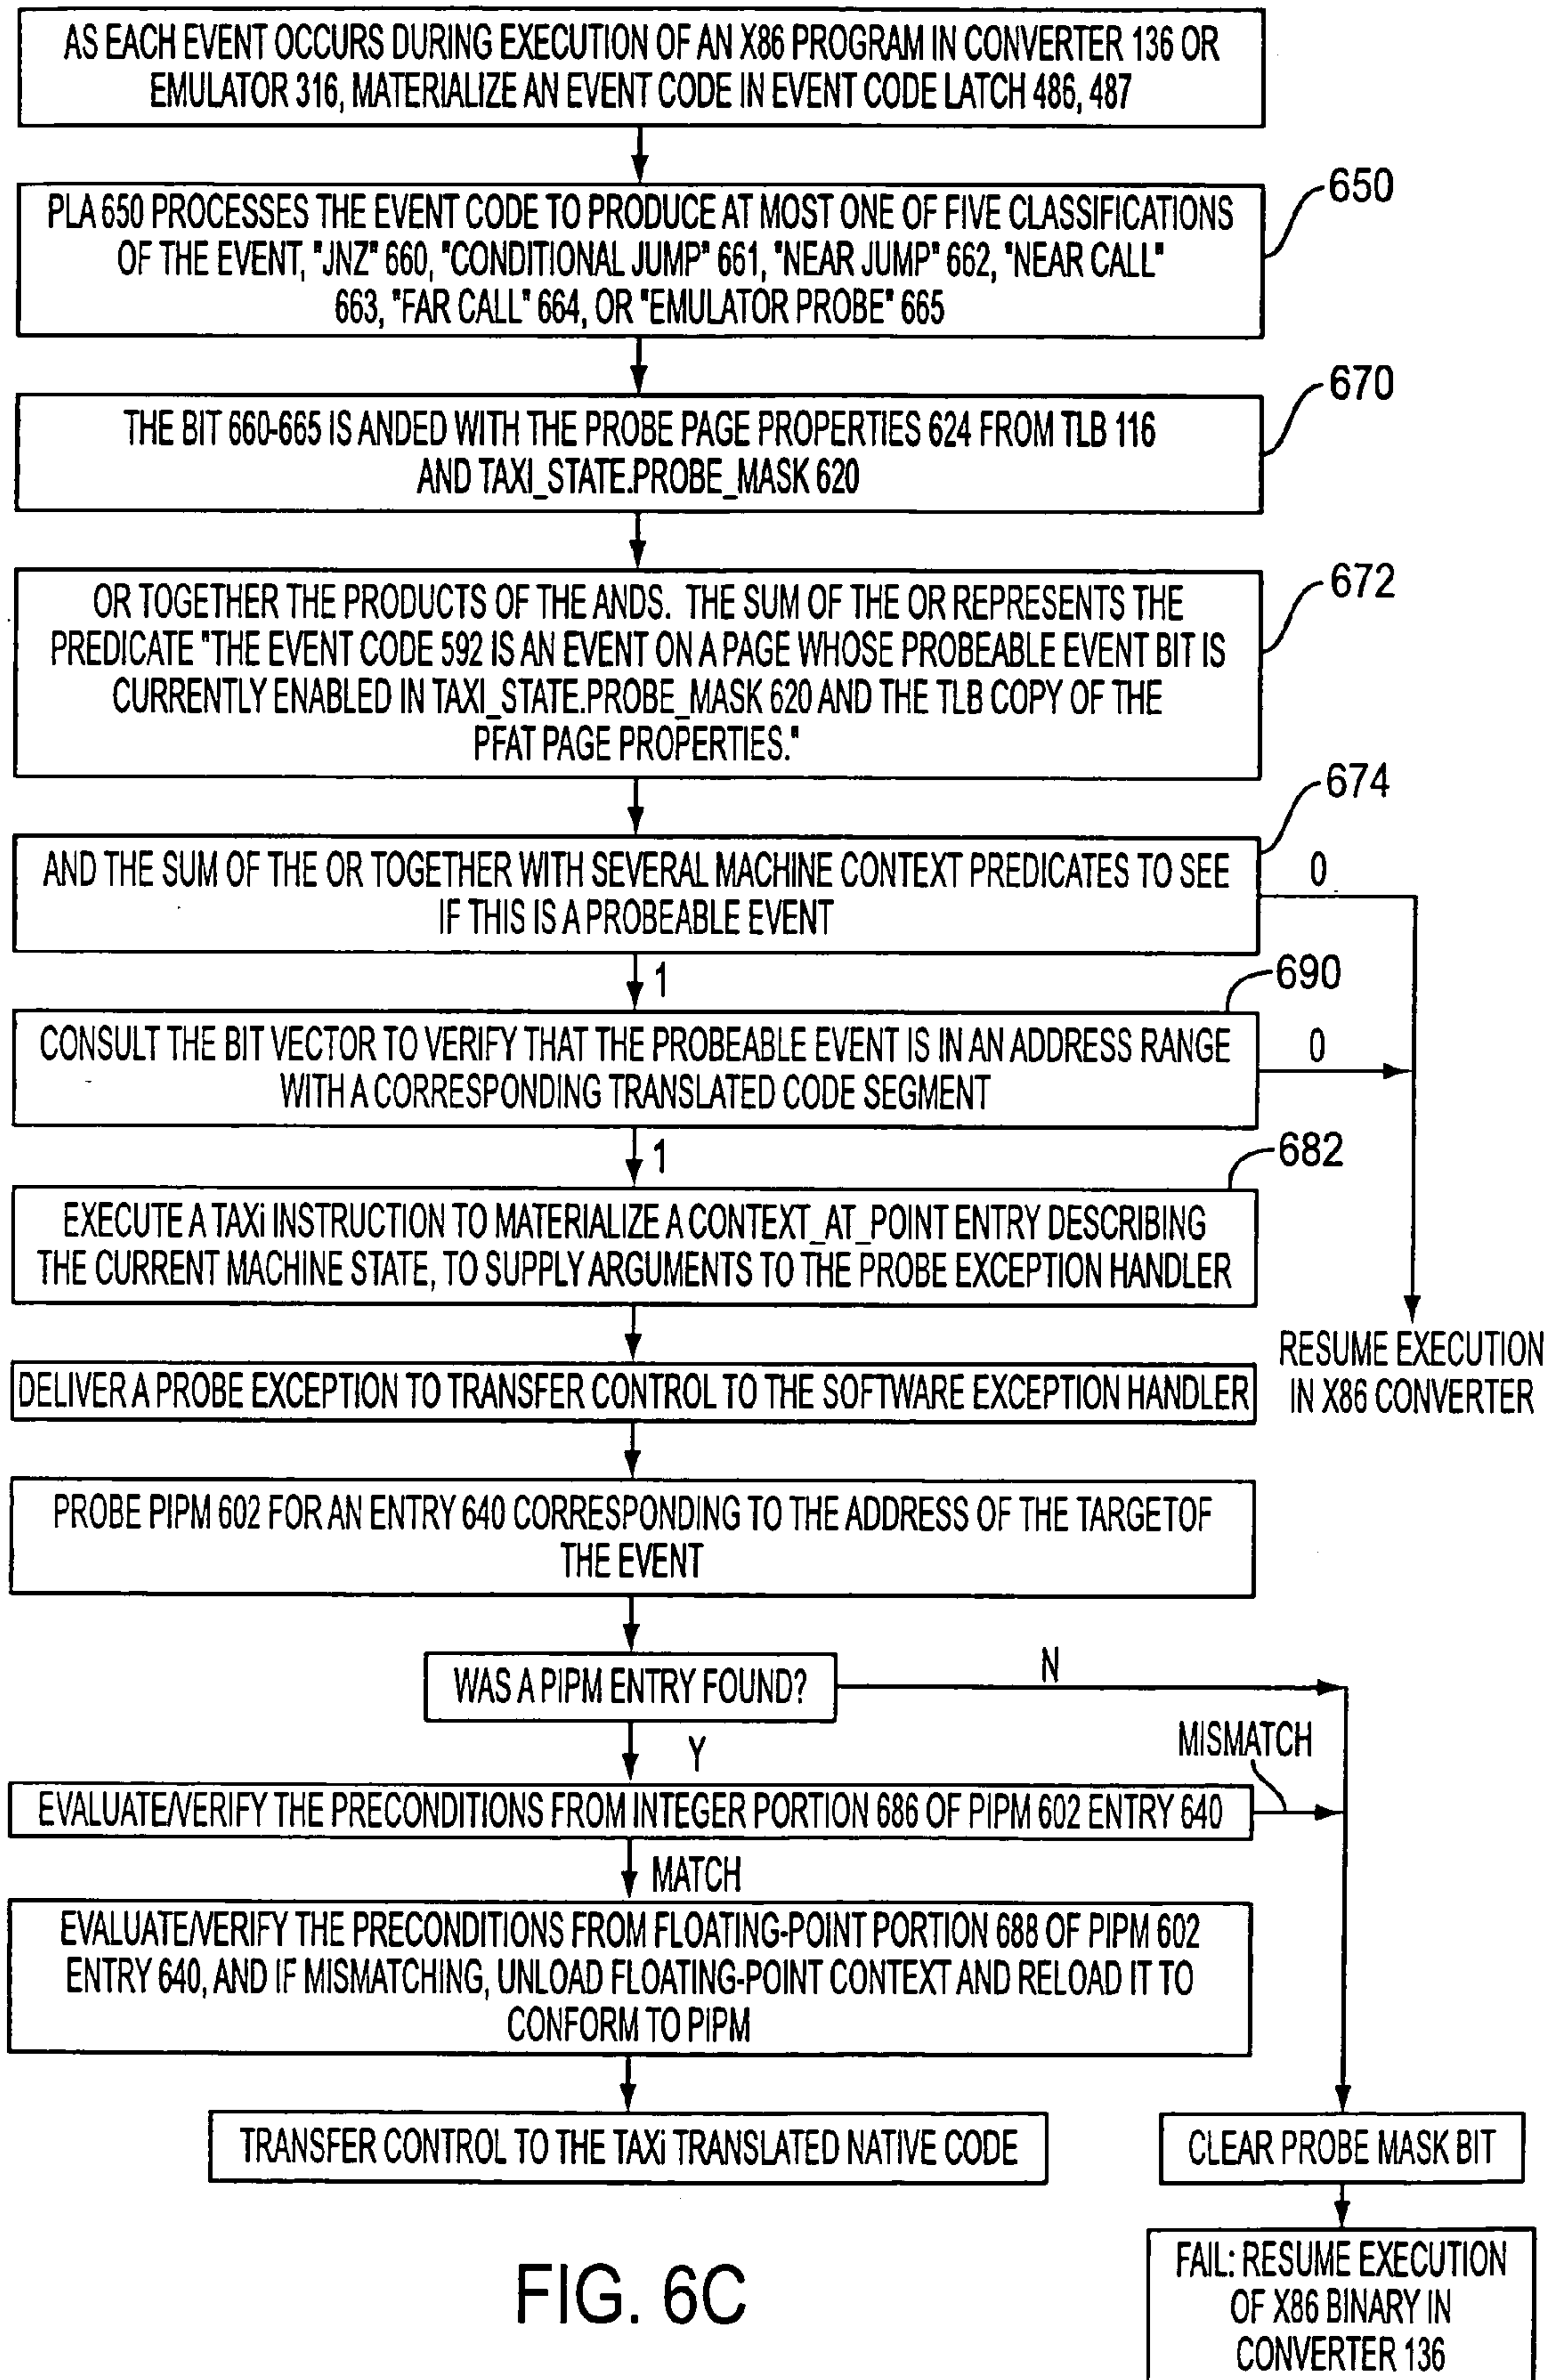 AS EACH EVENT OCCURS DURING EXECUTION OF AN X86 PROGRAM IN CONVERTER 136 OR
EMULATOR 316, MATERIALIZE AN EVENT CODE IN EVENT CODE LATCH 486, 487
650
PLA 650 PROCESSES THE EVENT CODE TO PRODUCE AT MOST ONE OF FIVE CLASSIFICATIONS
OF THE EVENT, "JNZ" 660, "CONDITIONAL JUMP" 661, "NEAR JUMP" 662, "NEAR CALL"
663, "FAR CALL" 664, OR "EMULATOR PROBE" 665
670
THE BIT 660-665 IS ANDED WITH THE PROBE PAGE PROPERTIES 624 FROM TLB 116
AND TAXI_STATE.PROBE_MASK 620
672
OR TOGETHER THE PRODUCTS OF THE ANDS. THE SUM OF THE OR REPRESENTS THE
PREDICATE "THE EVENT CODE 592 IS AN EVENT ON A PAGE WHOSE PROBEABLE EVENT BIT IS
CURRENTLY ENABLED IN TAXI_STATE.PROBE_MASK 620 AND THE TLB COPY OF THE
PFAT PAGE PROPERTIES."
674
AND THE SUM OF THE OR TOGETHER WITH SEVERAL MACHINE CONTEXT PREDICATES TO SEE
IF THIS IS A PROBEABLE EVENT
0
1
690
CONSULT THE BIT VECTOR TO VERIFY THAT THE PROBEABLE EVENT IS IN AN ADDRESS RANGE
WITH A CORRESPONDING TRANSLATED CODE SEGMENT
0
1
682
EXECUTE A TAXi INSTRUCTION TO MATERIALIZE A CONTEXT_AT_POINT ENTRY DESCRIBING
THE CURRENT MACHINE STATE, TO SUPPLY ARGUMENTS TO THE PROBE EXCEPTION HANDLER
RESUME EXECUTION
IN X86 CONVERTER
DELIVER A PROBE EXCEPTION TO TRANSFER CONTROL TO THE SOFTWARE EXCEPTION HANDLER
PROBE PIPM 602 FOR AN ENTRY 640 CORRESPONDING TO THE ADDRESS OF THE TARGETOF
THE EVENT
WAS A PIPM ENTRY FOUND?
N
Y
MISMATCH
EVALUATE/VERIFY THE PRECONDITIONS FROM INTEGER PORTION 686 OF PIPM 602 ENTRY 640
MATCH
EVALUATE/VERIFY THE PRECONDITIONS FROM FLOATING-POINT PORTION 688 OF PIPM 602
ENTRY 640, AND IF MISMATCHING, UNLOAD FLOATING-POINT CONTEXT AND RELOAD IT TO
CONFORM TO PIPM
TRANSFER CONTROL TO THE TAXi TRANSLATED NATIVE CODE
CLEAR PROBE MASK BIT
FAIL: RESUME EXECUTION
OF X86 BINARY IN
CONVERTER 136
FIG. 6C